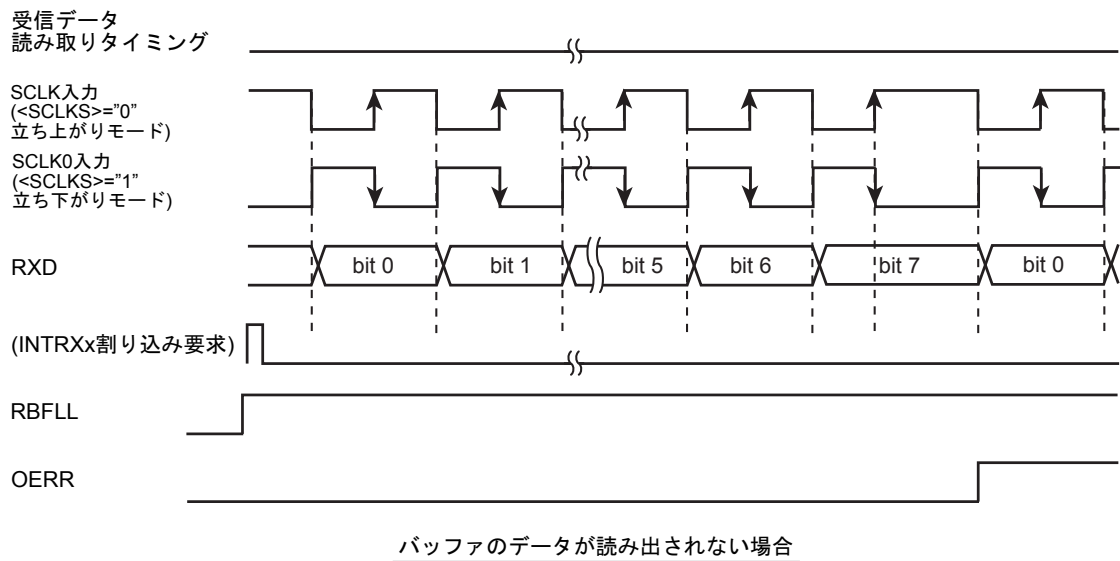 受信データ
読み取りタイミング
SCLK入力
(<SCLKS>="0"
立ち上がりモード)
SCLK0入力
(<SCLKS>="1"
立ち下がりモード)
RXD
bit 0
bit 1
bit 5
bit 6
bit 7
bit 0
(INTRXx割り込み要求)
RBFLL
OERR
バッファのデータが読み出されない場合